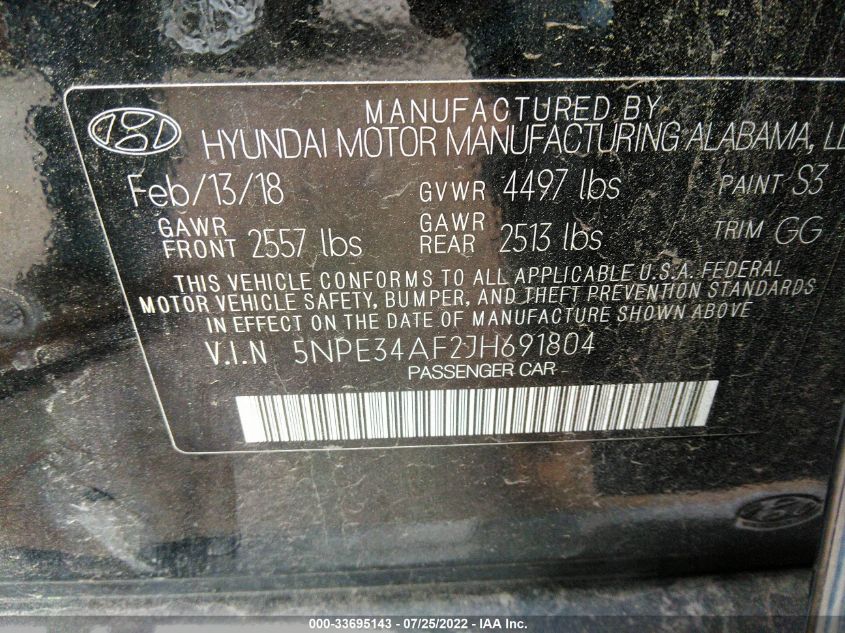 MANUFACTURED BY
HYUNDAI MOTOR MANUFACTURING ALABAMA, LL
Feb/13/18 GVWR 4497 lbs PAINT S3
GAWR FRONT 2557 lbs GAWR REAR 2513 lbs TRIM GG
THIS VEHICLE CONFORMS TO ALL APPLICABLE U.S.A. FEDERAL
MOTOR VEHICLE SAFETY, BUMPER, AND THEFT PREVENTION STANDARDS
IN EFFECT ON THE DATE OF MANUFACTURE SHOWN ABOVE
V.I.N 5NPE34AF2JH691804
PASSENGER CAR
000-33695143 - 07/25/2022 - IAA Inc.